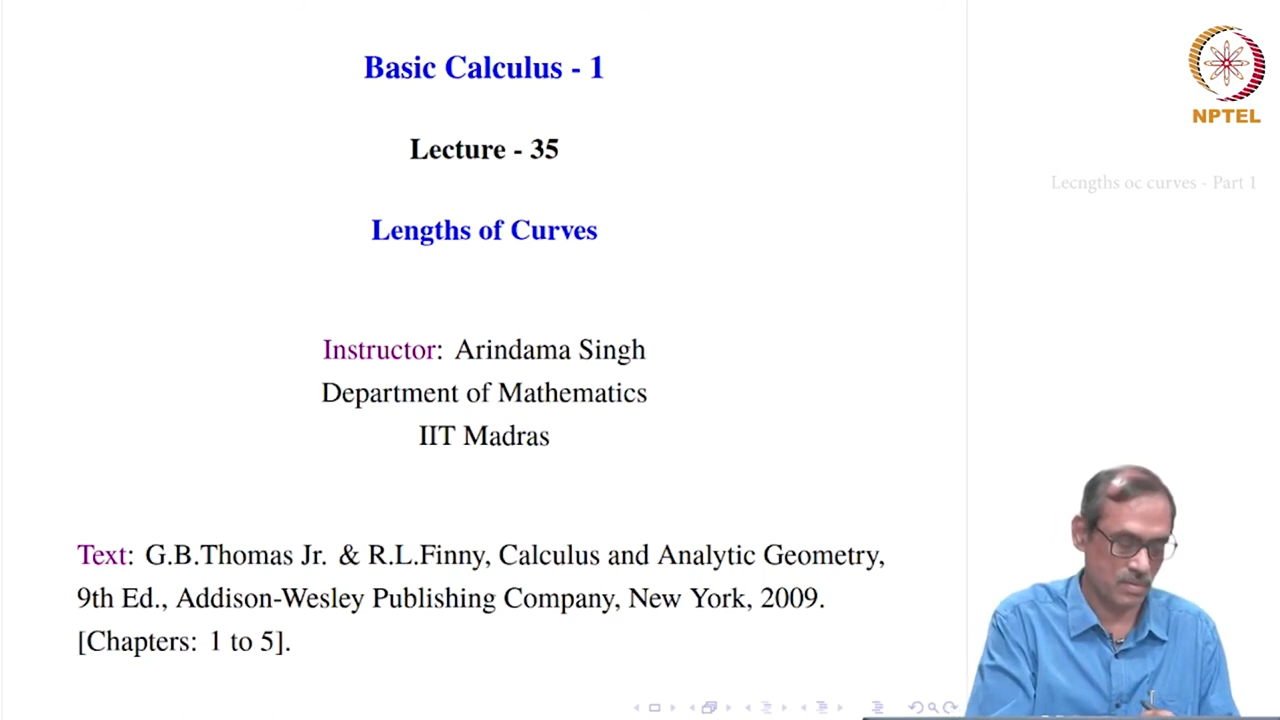 Basic Calculus - 1
Lecture - 35
Lengths of Curves
Instructor: Arindama Singh
Department of Mathematics
IIT Madras
Text: G.B.Thomas Jr. & R.L.Finny, Calculus and Analytic Geometry,
9th Ed., Addison-Wesley Publishing Company, New York, 2009.
[Chapters: 1 to 5].
NPTEL
Lecngths oc curves - Part 1